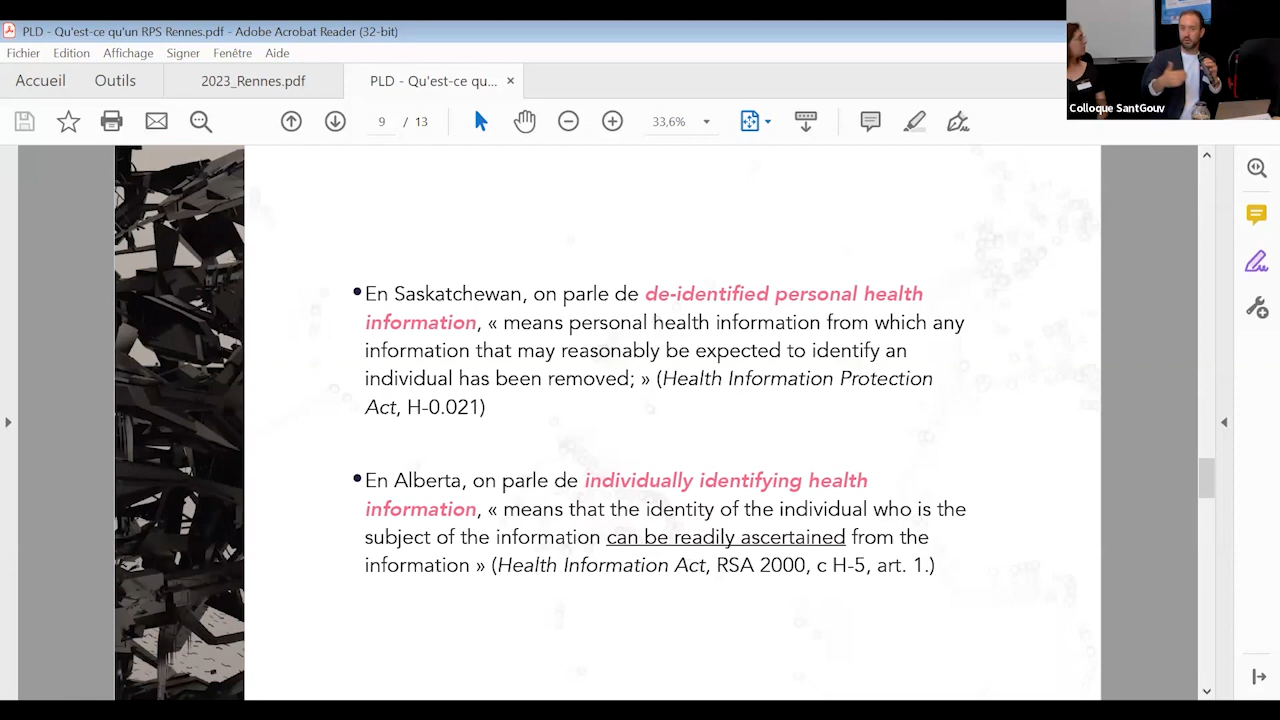 PLD - Qu'est-ce qu'un RPS Rennes.pdf - Adobe Acrobat Reader (32-bit)
Fichier Edition Affichage Signer Fenêtre Aide
Accueil Outils 2023_Rennes.pdf PLD - Qu'est-ce qu... ×
9 / 13 33,6%
Colloque SantGouv
•En Saskatchewan, on parle de de-identified personal health
information, « means personal health information from which any
information that may reasonably be expected to identify an
individual has been removed; » (Health Information Protection
Act, H-0.021)
•En Alberta, on parle de individually identifying health
information, « means that the identity of the individual who is the
subject of the information can be readily ascertained from the
information » (Health Information Act, RSA 2000, c H-5, art. 1.)